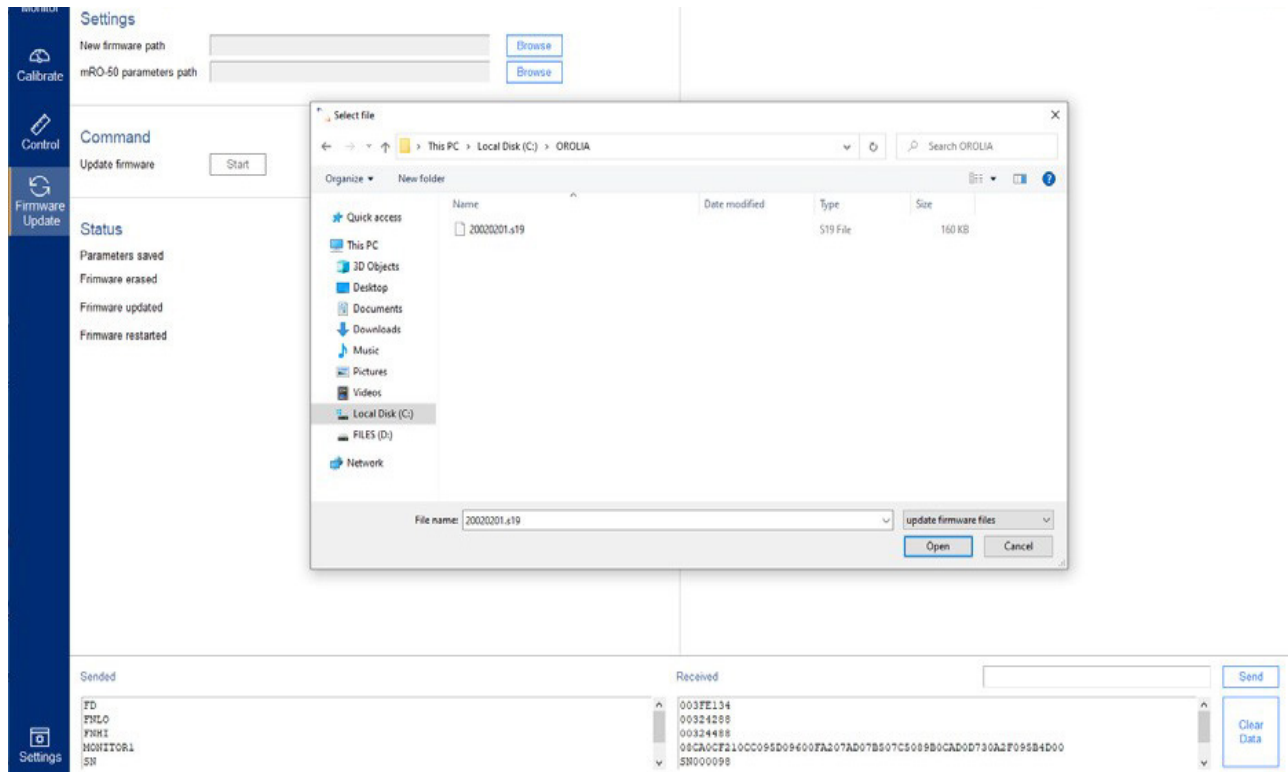 Monitor
Settings
New firmware path
Browse
Calibrate
mRO-50 parameters path
Browse
Select file
Control
Command
This PC > Local Disk (C:) > OROLIA
Search OROLIA
Update firmware
Start
Organize
New folder
Firmware
Update
Name
Date modified
Type
Size
Status
Quick access
20020201.s19
S19 File
160 KB
Parameters saved
This PC
Frimware erased
3D Objects
Desktop
Frimware updated
Documents
Downloads
Frimware restarted
Music
Pictures
Videos
Local Disk (C:)
FILES (D:)
Network
File name:
20020201.s19
update firmware files
Open
Cancel
Sended
Received
Send
FD
FNLO
FNHI
MONITOR1
SN
003FE134
00324288
00324488
SN000098
Clear
Data
Settings